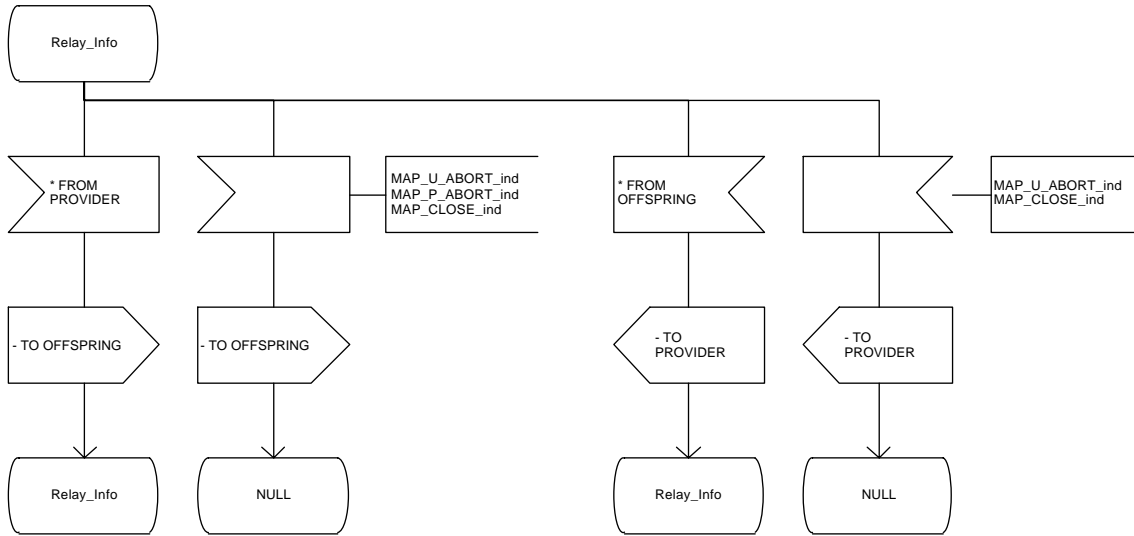 Relay_Info
* FROM
PROVIDER
MAP_U_ABORT_ind
MAP_P_ABORT_ind
MAP_CLOSE_ind
* FROM
OFFSPRING
MAP_U_ABORT_ind
MAP_CLOSE_ind
- TO OFFSPRING
- TO OFFSPRING
- TO
PROVIDER
- TO
PROVIDER
Relay_Info
NULL
Relay_Info
NULL